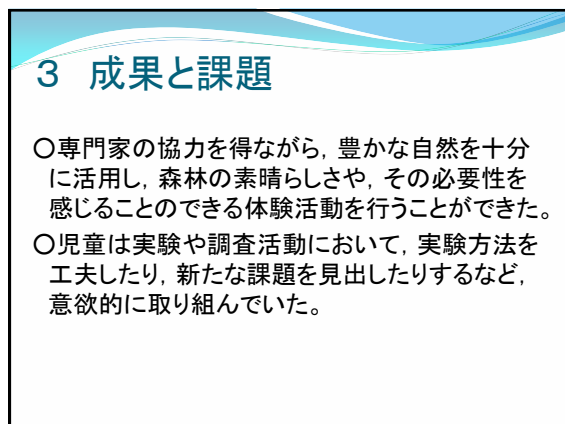 ３　成果と課題
○専門家の協力を得ながら，豊かな自然を十分
に活用し，森林の素晴らしさや，その必要性を
感じることのできる体験活動を行うことができた。
○児童は実験や調査活動において，実験方法を
工夫したり，新たな課題を見出したりするなど，
意欲的に取り組んでいた。